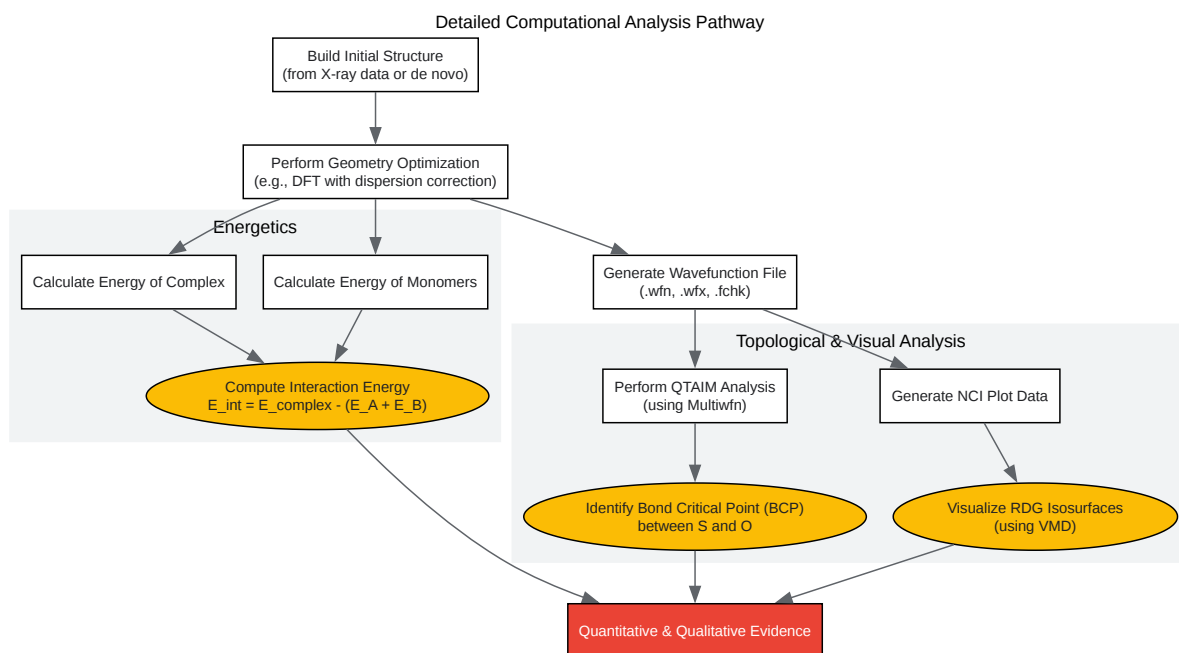 Detailed Computational Analysis Pathway
Build Initial Structure
(from X-ray data or de novo)
Perform Geometry Optimization
(e.g., DFT with dispersion correction)
Energetics
Calculate Energy of Complex
Calculate Energy of Monomers
Generate Wavefunction File
(.wfn, .wfx, .fchk)
Topological & Visual Analysis
Compute Interaction Energy
E_int = E_complex - (E_A + E_B)
Perform QTAIM Analysis
(using Multiwfn)
Generate NCI Plot Data
Identify Bond Critical Point (BCP)
between S and O
Visualize RDG Isosurfaces
(using VMD)
Quantitative & Qualitative Evidence